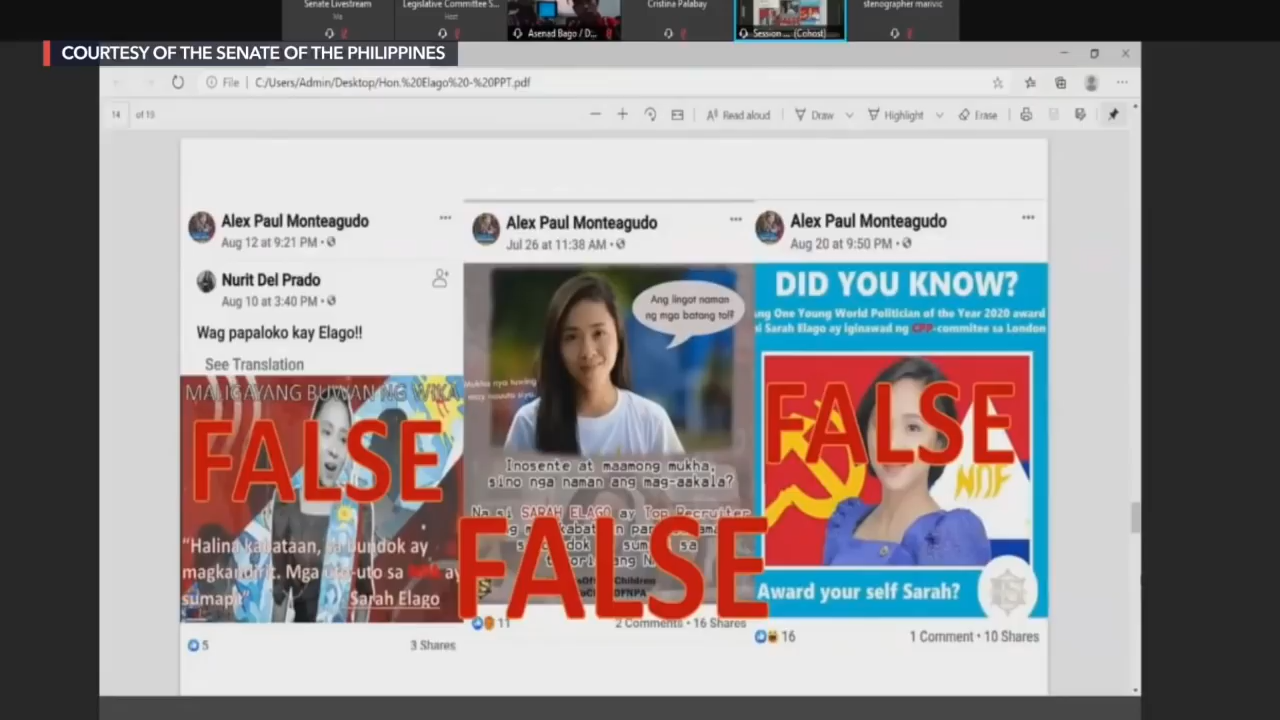 Senate Livestream
Me
Legislative Committee S...
Host
Asenad Bago / D...
Cristina Palabay
Session ... (Cohost)
stenographer marivic
COURTESY OF THE SENATE OF THE PHILIPPINES
File
C:/Users/Admin/Desktop/Hon.%20Elago%20-%20PPT.pdf
14 of 19
Read aloud
Draw
Highlight
Erase
Alex Paul Monteagudo
Aug 12 at 9:21 PM
Nurit Del Prado
Aug 10 at 3:40 PM
Wag papaloko kay Elago!!
See Translation
MALIGAYANG BUWAN NG WIKA
FALSE
"Halina kabataan, sa bundok ay
magkandirit. Mga uto-uto sa ay
sumapi"
Sarah Elago
5
3 Shares
Alex Paul Monteagudo
Jul 26 at 11:38 AM
Ang lingot naman
ng mga batang to!?
Inosente at maamong mukha,
sino nga naman ang mag-aakala?
Na si SARAH ELAGO ay Top Recruiter
FALSE
11
2 Comments • 16 Shares
Alex Paul Monteagudo
Aug 20 at 9:50 PM
DID YOU KNOW?
ng One Young World Politician of the Year 2020 award
ni Sarah Elago ay iginawad ng CPP-commitee sa London
FALSE
NDF
Award your self Sarah?
16
1 Comment • 10 Shares